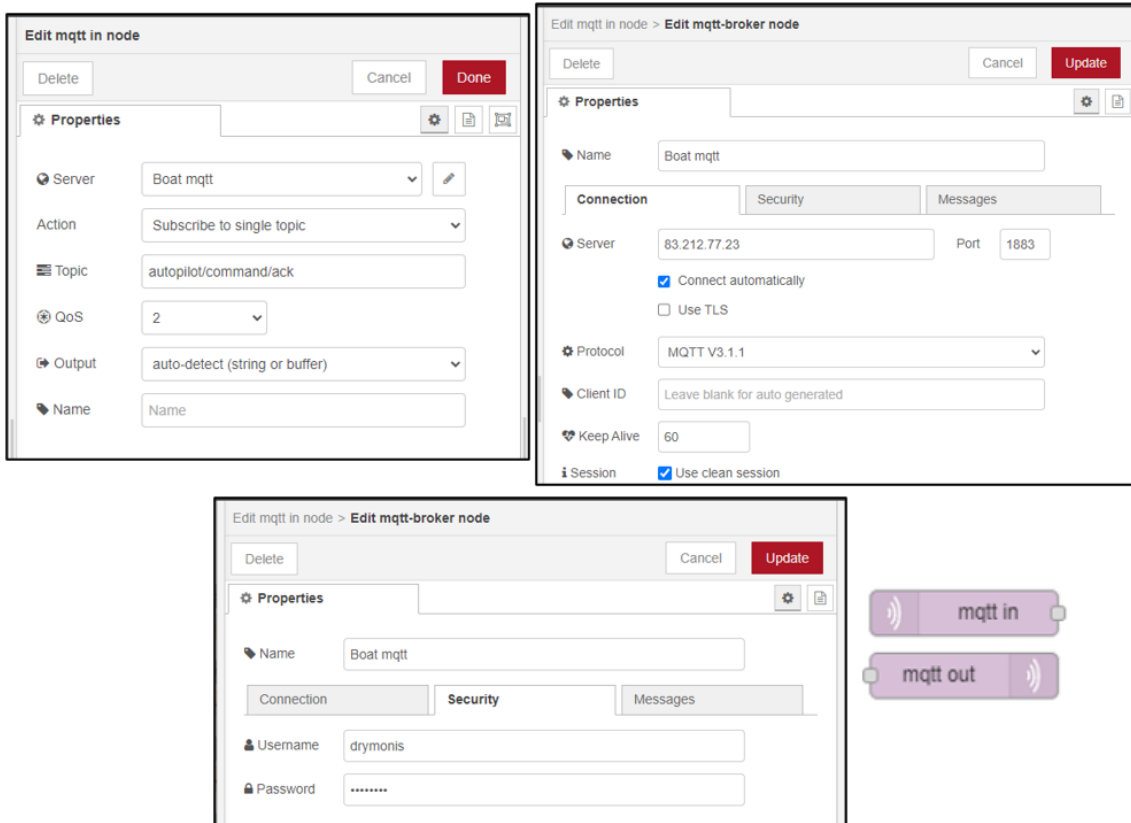 Edit mqtt in node
Delete
Cancel
Done
Properties
Server
Boat mqtt
Action
Subscribe to single topic
Topic
autopilot/command/ack
QoS
2
Output
auto-detect (string or buffer)
Name
Name
Edit mqtt in node > Edit mqtt-broker node
Delete
Cancel
Update
Properties
Name
Boat mqtt
Connection
Security
Messages
Server
83.212.77.23
Port
1883
Connect automatically
Use TLS
Protocol
MQTT V3.1.1
Client ID
Leave blank for auto generated
Keep Alive
60
Session
Use clean session
Edit mqtt in node > Edit mqtt-broker node
Delete
Cancel
Update
Properties
Name
Boat mqtt
Connection
Security
Messages
Username
drymonis
Password
••••••••
mqtt in
mqtt out